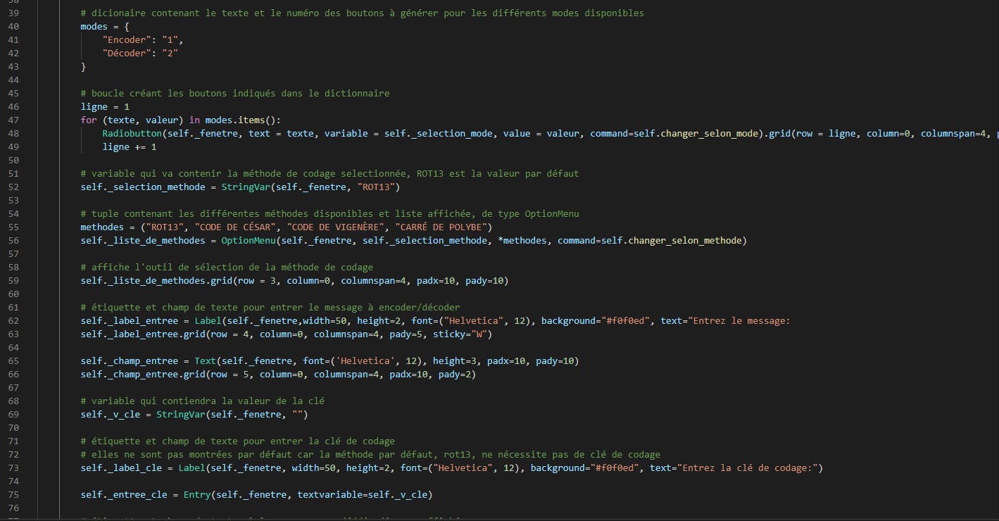 38
39 # dicionaire contenant le texte et le numéro des boutons à générer pour les différents modes disponibles
40 modes = {
41 "Encoder": "1",
42 "Décoder": "2"
43 }
44
45 # boucle créant les boutons indiqués dans le dictionnaire
46 ligne = 1
47 for (texte, valeur) in modes.items():
48 Radiobutton(self._fenetre, text = texte, variable = self._selection_mode, value = valeur, command=self.changer_selon_mode).grid(row = ligne, column=0, columnspan=4,
49 ligne += 1
50
51 # variable qui va contenir la méthode de codage selectionnée, ROT13 est la valeur par défaut
52 self._selection_methode = StringVar(self._fenetre, "ROT13")
53
54 # tuple contenant les différentes méthodes disponibles et liste affichée, de type OptionMenu
55 methodes = ("ROT13", "CODE DE CÉSAR", "CODE DE VIGENÈRE", "CARRÉ DE POLYBE")
56 self._liste_de_methodes = OptionMenu(self._fenetre, self._selection_methode, *methodes, command=self.changer_selon_methode)
57
58 # affiche l'outil de sélection de la méthode de codage
59 self._liste_de_methodes.grid(row = 3, column=0, columnspan=4, padx=10, pady=10)
60
61 # étiquette et champ de texte pour entrer le message à encoder/décoder
62 self._label_entree = Label(self._fenetre,width=50, height=2, font=("Helvetica", 12), background="#f0f0ed", text="Entrez le message:
63 self._label_entree.grid(row = 4, column=0, columnspan=4, pady=5, sticky="W")
64
65 self._champ_entree = Text(self._fenetre, font=('Helvetica', 12), height=3, padx=10, pady=10)
66 self._champ_entree.grid(row = 5, column=0, columnspan=4, padx=10, pady=2)
67
68 # variable qui contiendra la valeur de la clé
69 self._v_cle = StringVar(self._fenetre, "")
70
71 # étiquette et champ de texte pour entrer la clé de codage
72 # elles ne sont pas montrées par défaut car la méthode par défaut, rot13, ne nécessite pas de clé de codage
73 self._label_cle = Label(self._fenetre, width=50, height=2, font=("Helvetica", 12), background="#f0f0ed", text="Entrez la clé de codage:")
74
75 self._entree_cle = Entry(self._fenetre, textvariable=self._v_cle)
76